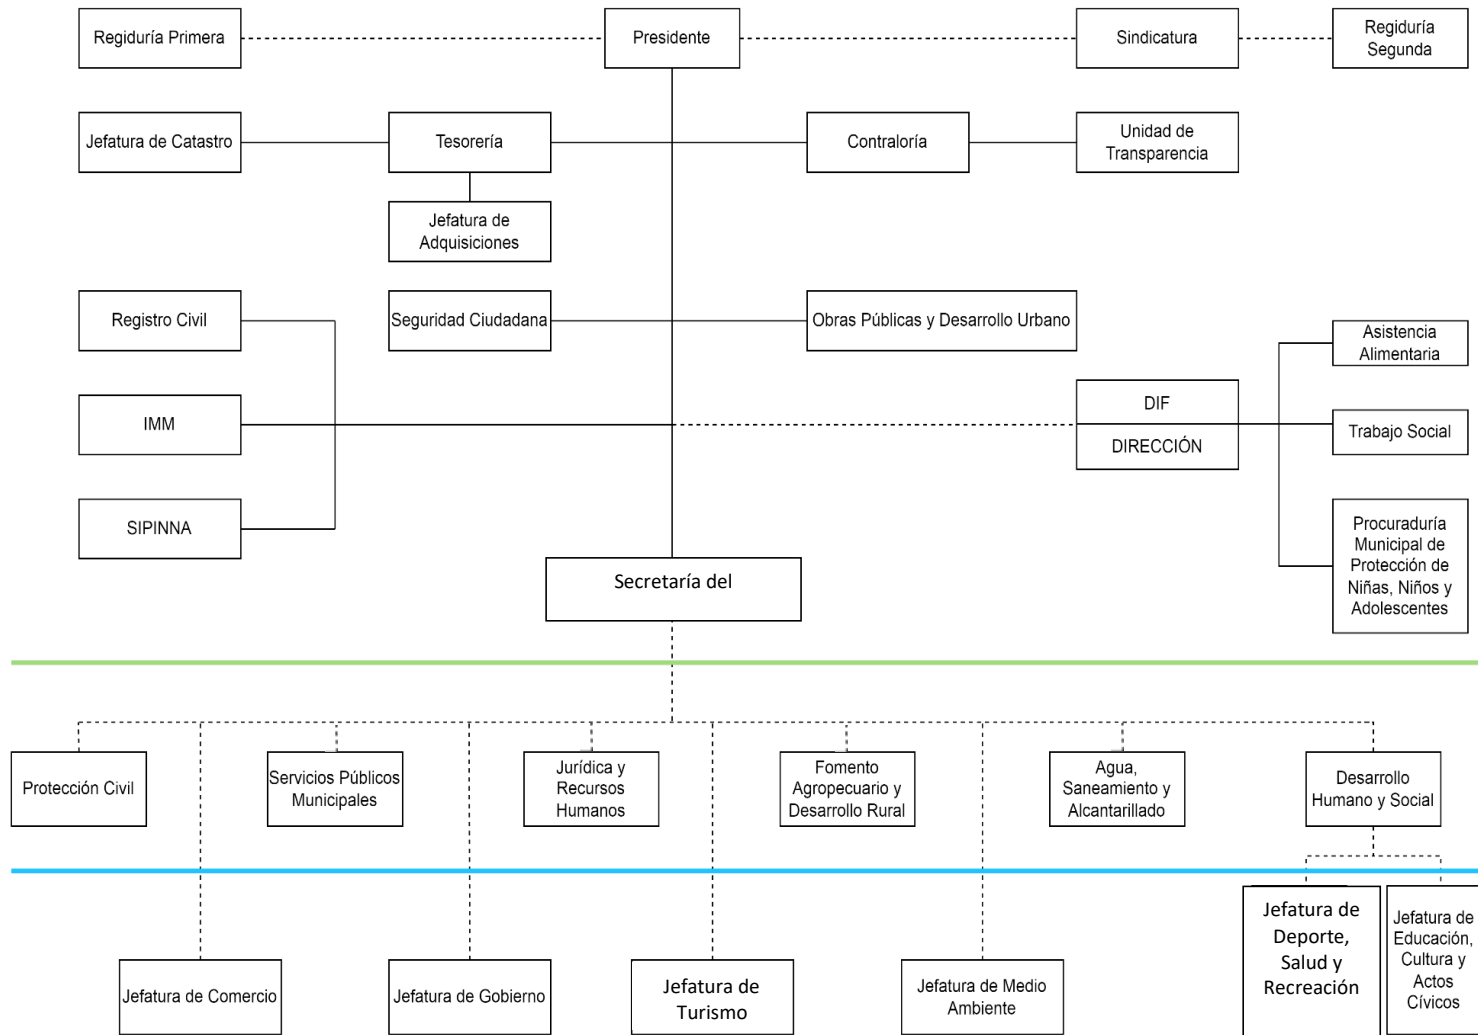 Regiduría Primera
Presidente
Sindicatura
Regiduría
Segunda
Jefatura de Catastro
Tesorería
Contraloría
Unidad de
Transparencia
Jefatura de
Adquisiciones
Registro Civil
Seguridad Ciudadana
Obras Públicas y Desarrollo Urbano
Asistencia
Alimentaria
IMM
DIF
DIRECCIÓN
Trabajo Social
SIPINNA
Procuraduría
Municipal de
Protección de
Niñas, Niños y
Adolescentes
Secretaría del
Protección Civil
Servicios Públicos
Municipales
Jurídica y
Recursos
Humanos
Fomento
Agropecuario y
Desarrollo Rural
Agua,
Saneamiento y
Alcantarillado
Desarrollo
Humano y Social
Jefatura de Comercio
Jefatura de Gobierno
Jefatura de
Turismo
Jefatura de Medio
Ambiente
Jefatura de
Deporte,
Salud y
Recreación
Jefatura de
Educación,
Cultura y
Actos
Cívicos